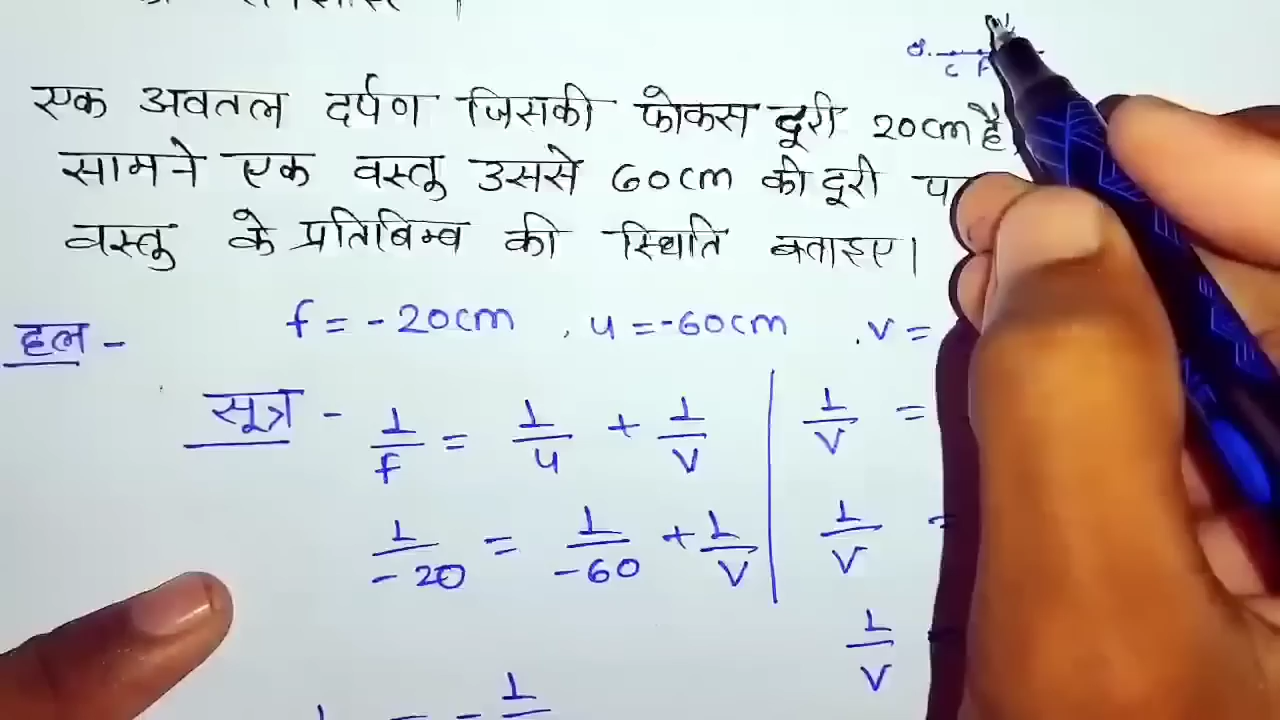 C F
एक अवतल दर्पण जिसकी फोकस दूरी 20cm है
सामने एक वस्तु उससे 60cm की दूरी
वस्तु के प्रतिबिम्ब की स्थिति बताइए।
हल - f = -20cm , u = -60cm , v =
सूत्र - 1/f = 1/u + 1/v | 1/v =
1/-20 = 1/-60 + 1/v | 1/v =
1/v
= - 1